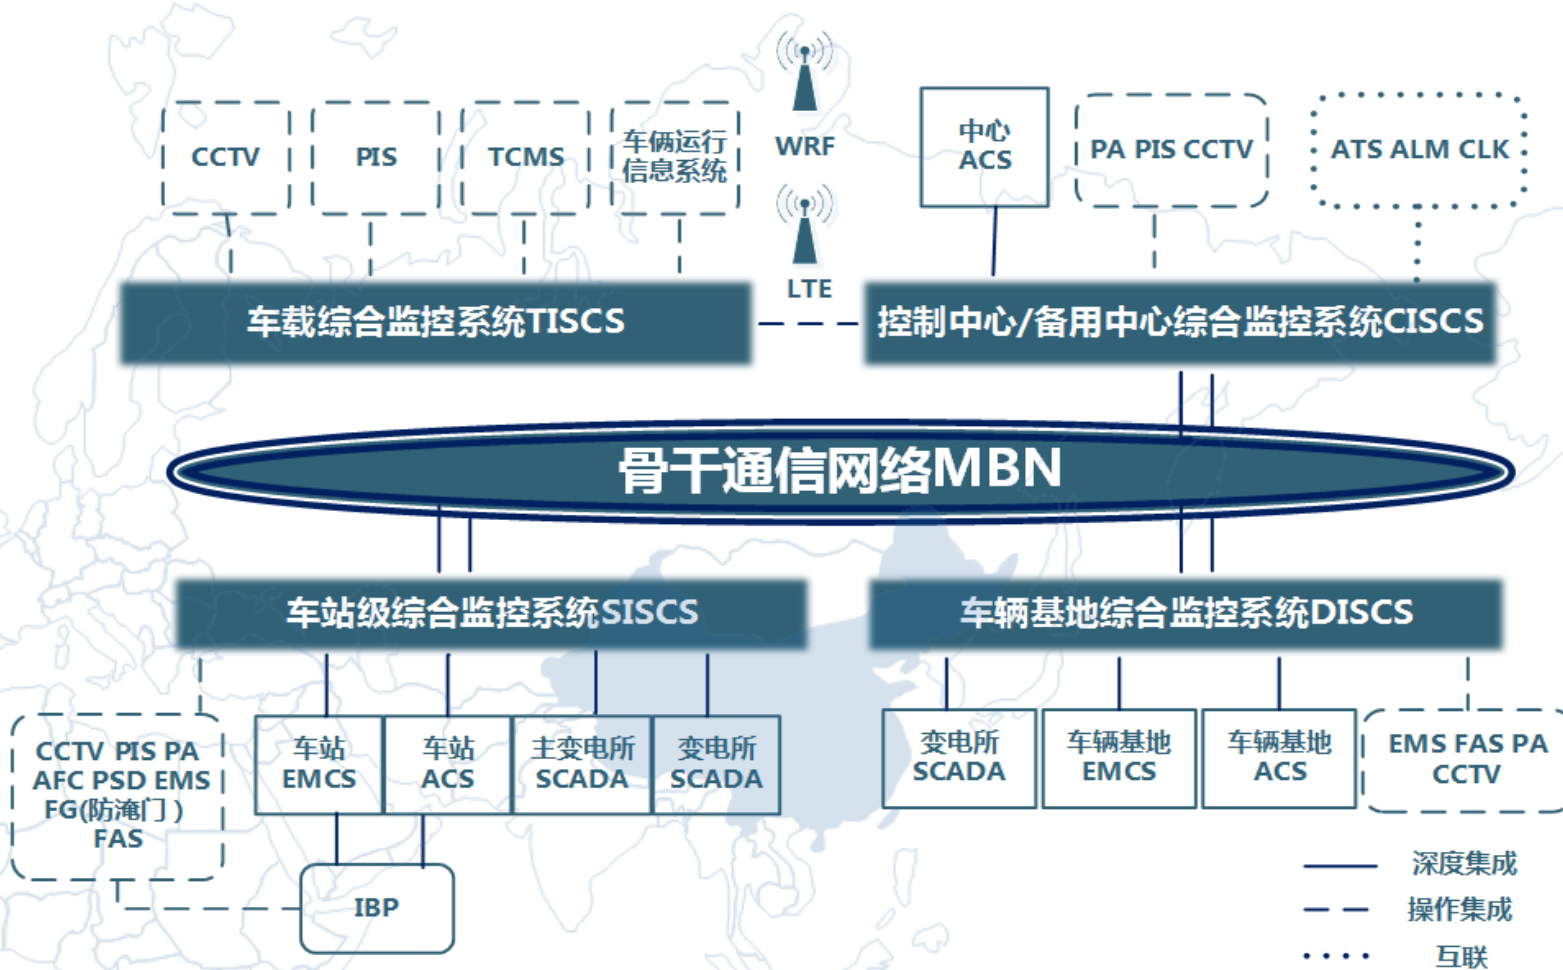 CCTV
PIS
TCMS
车俩运行
信息系统
WRF
LTE
中心
ACS
PA PIS CCTV
ATS ALM CLK
车载综合监控系统TISCS
控制中心/备用中心综合监控系统CISCS
骨干通信网络MBN
车站级综合监控系统SISCS
车辆基地综合监控系统DISCS
CCTV PIS PA
AFC PSD EMS
FG(防淹门)
FAS
车站
EMCS
车站
ACS
主变电所
SCADA
变电所
SCADA
IBP
变电所
SCADA
车辆基地
EMCS
车辆基地
ACS
EMS FAS PA
CCTV
深度集成
操作集成
互联